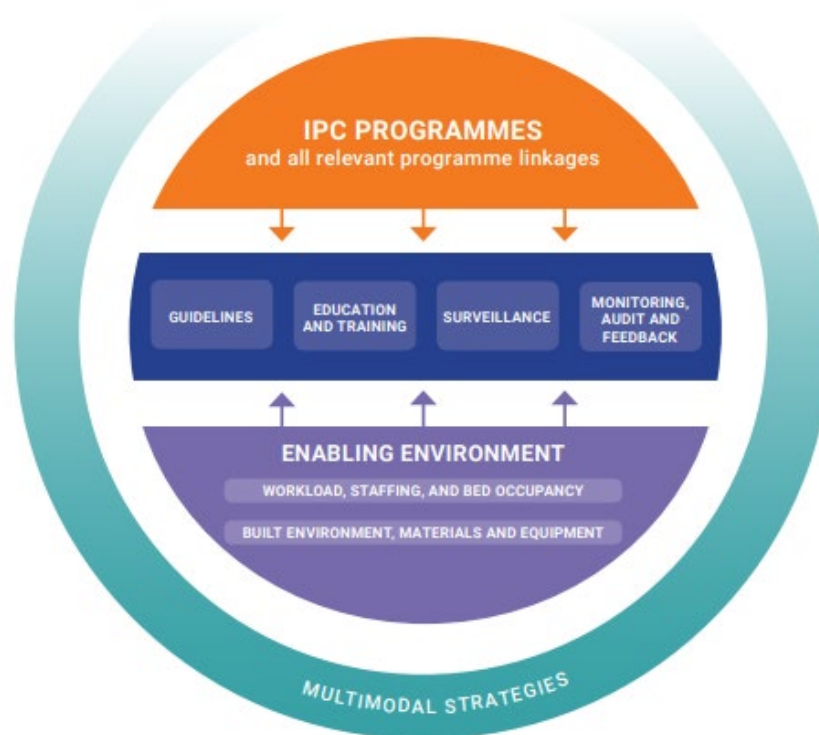 IPC PROGRAMMES
and all relevant programme linkages
GUIDELINES
EDUCATION
AND TRAINING
SURVEILLANCE
MONITORING,
AUDIT AND
FEEDBACK
ENABLING ENVIRONMENT
WORKLOAD, STAFFING, AND BED OCCUPANCY
BUILT ENVIRONMENT, MATERIALS AND EQUIPMENT
MULTIMODAL STRATEGIES